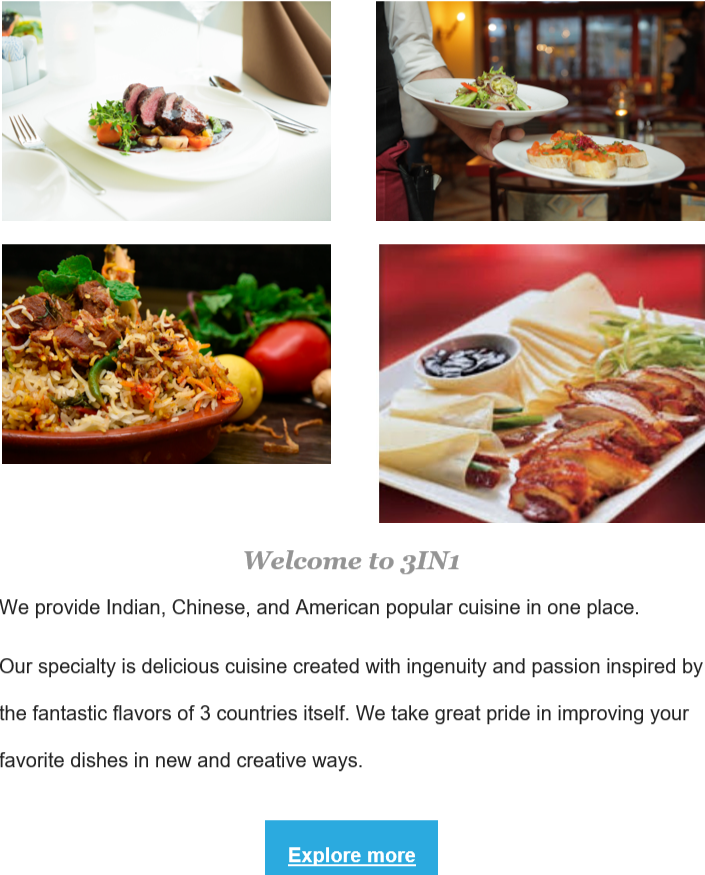 Welcome to 3IN1
We provide Indian, Chinese, and American popular cuisine in one place.
Our specialty is delicious cuisine created with ingenuity and passion inspired by
the fantastic flavors of 3 countries itself. We take great pride in improving your
favorite dishes in new and creative ways.
Explore more